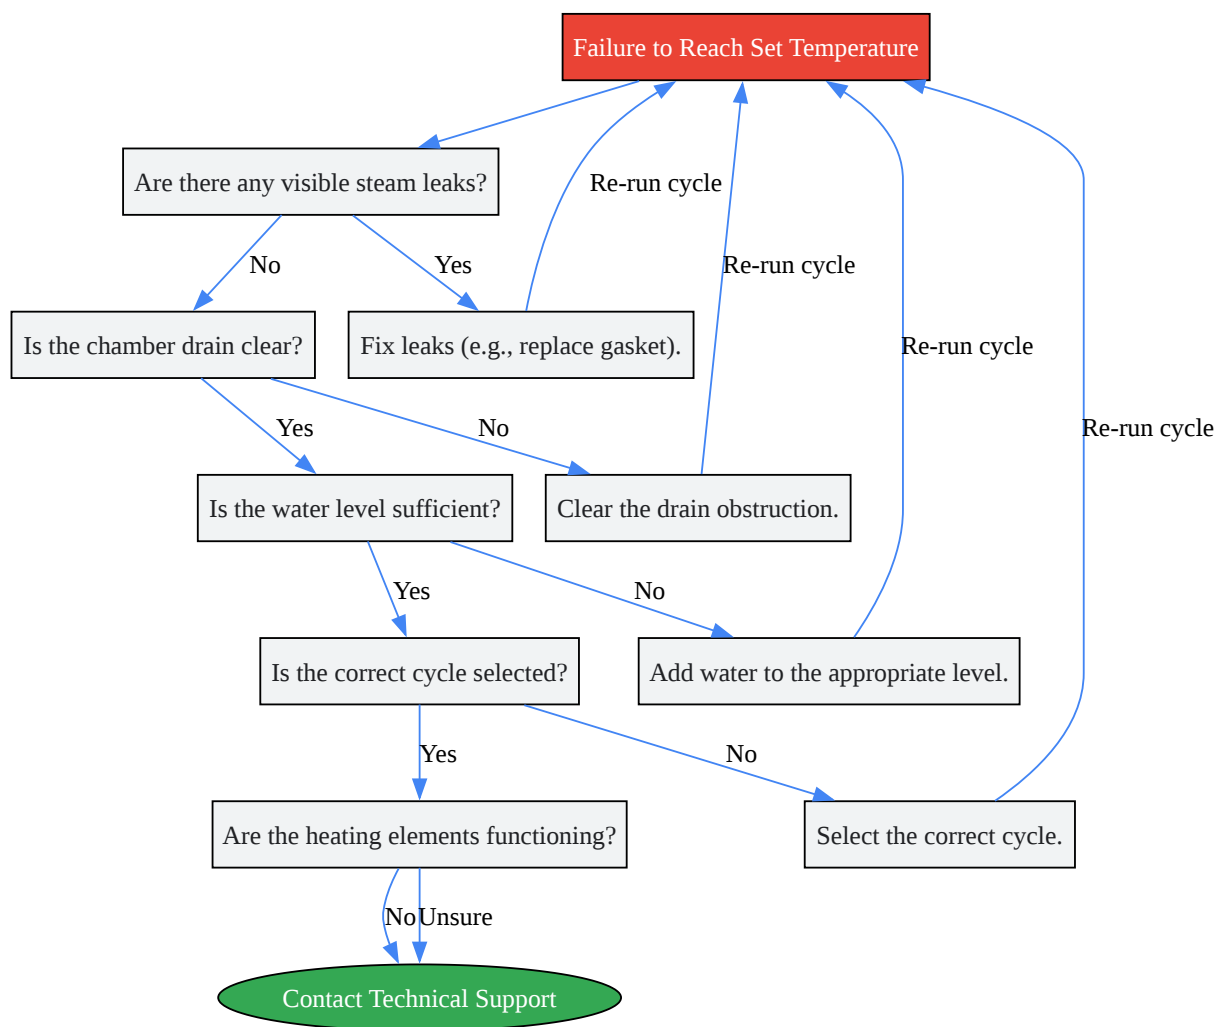 Failure to Reach Set Temperature
Are there any visible steam leaks?
Re-run cycle
No
Yes
Re-run cycle
Is the chamber drain clear?
Fix leaks (e.g., replace gasket).
Re-run cycle
Yes
No
Re-run cycle
Is the water level sufficient?
Clear the drain obstruction.
Yes
No
Is the correct cycle selected?
Add water to the appropriate level.
Yes
No
Are the heating elements functioning?
Select the correct cycle.
No
Unsure
Contact Technical Support